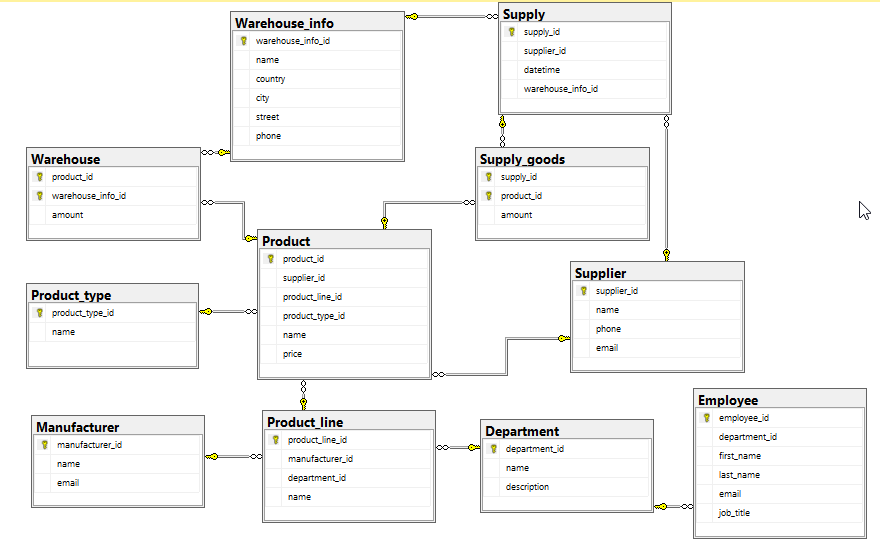 Warehouse_info
warehouse_info_id
name
country
city
street
phone
Supply
supply_id
supplier_id
datetime
warehouse_info_id
Warehouse
product_id
warehouse_info_id
amount
Supply_goods
supply_id
product_id
amount
Product
product_id
supplier_id
product_line_id
product_type_id
name
price
Supplier
supplier_id
name
phone
email
Product_type
product_type_id
name
Manufacturer
manufacturer_id
name
email
Product_line
product_line_id
manufacturer_id
department_id
name
Department
department_id
name
description
Employee
employee_id
department_id
first_name
last_name
email
job_title